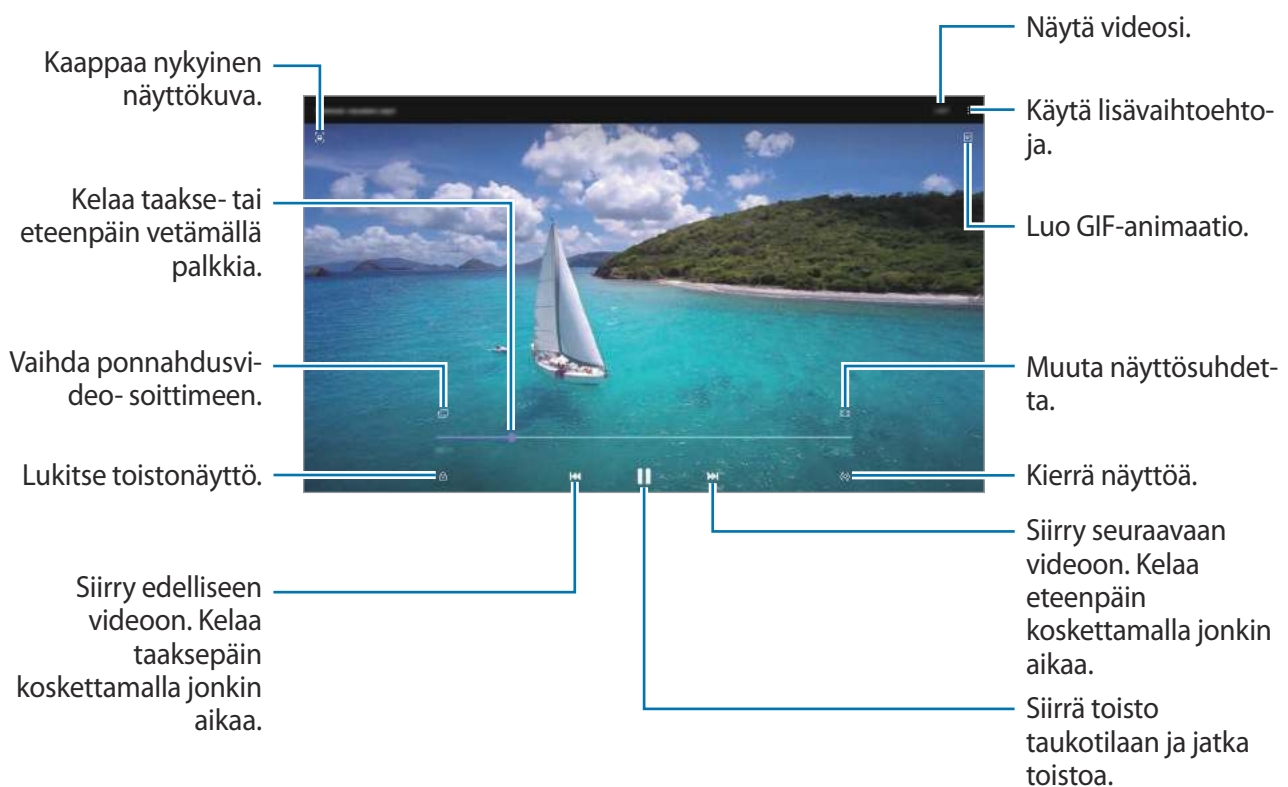 Kaappaa nykyinen
näyttökuva.
Kelaa taakse- tai
eteenpäin vetämällä
palkkia.
Vaihda ponnahdusvi-
deo- soittimeen.
Lukitse toistonäyttö.
Siirry edelliseen
videoon. Kelaa
taaksepäin
koskettamalla jonkin
aikaa.
Näytä videosi.
Käytä lisävaihtoehto-
ja.
Luo GIF-animaatio.
Muuta näyttösuhdet-
ta.
Kierrä näyttöä.
Siirry seuraavaan
videoon. Kelaa
eteenpäin
koskettamalla jonkin
aikaa.
Siirrä toisto
taukotilaan ja jatka
toistoa.